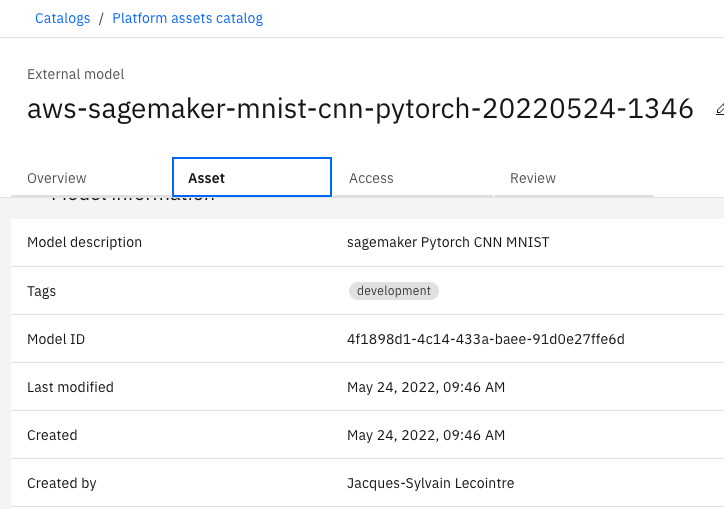 Catalogs / Platform assets catalog
External model
aws-sagemaker-mnist-cnn-pytorch-20220524-1346
Overview Asset Access Review
Model information
Model description sagemaker Pytorch CNN MNIST
Tags development
Model ID 4f1898d1-4c14-433a-baee-91d0e27ffe6d
Last modified May 24, 2022, 09:46 AM
Created May 24, 2022, 09:46 AM
Created by Jacques-Sylvain Lecointre